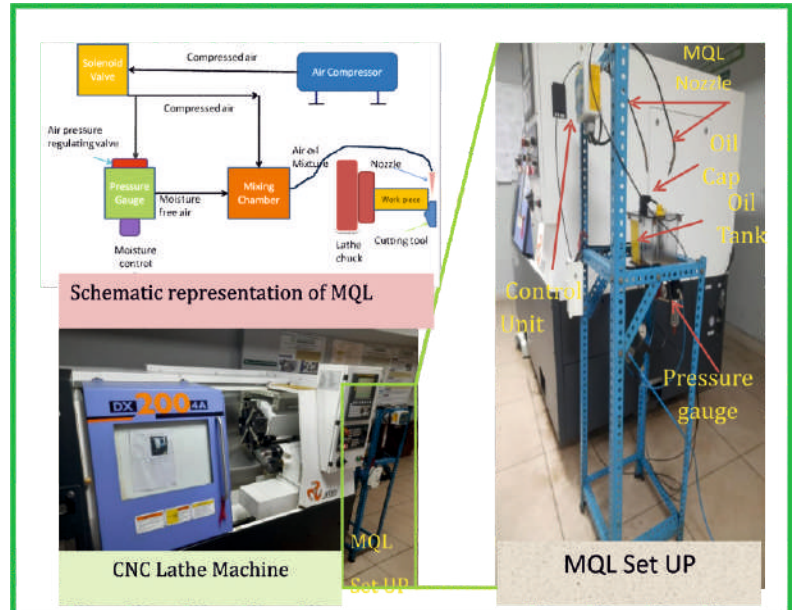 Solenoid
Valve
Compressed air
Air Compressor
Compressed air
Air pressure
regulating valve
Pressure
Gauge
Moisture
free air
Mixing
Chamber
Air oil
Mixture
Nozzle
Work piece
Lathe
chuck
Cutting tool
Moisture
control
Schematic representation of MQL
DX 200 4A
MQL
Set UP
CNC Lathe Machine
MQL
Nozzle
Oil
Cap
Oil
Tank
Control
Unit
Pressure
gauge
MQL Set UP